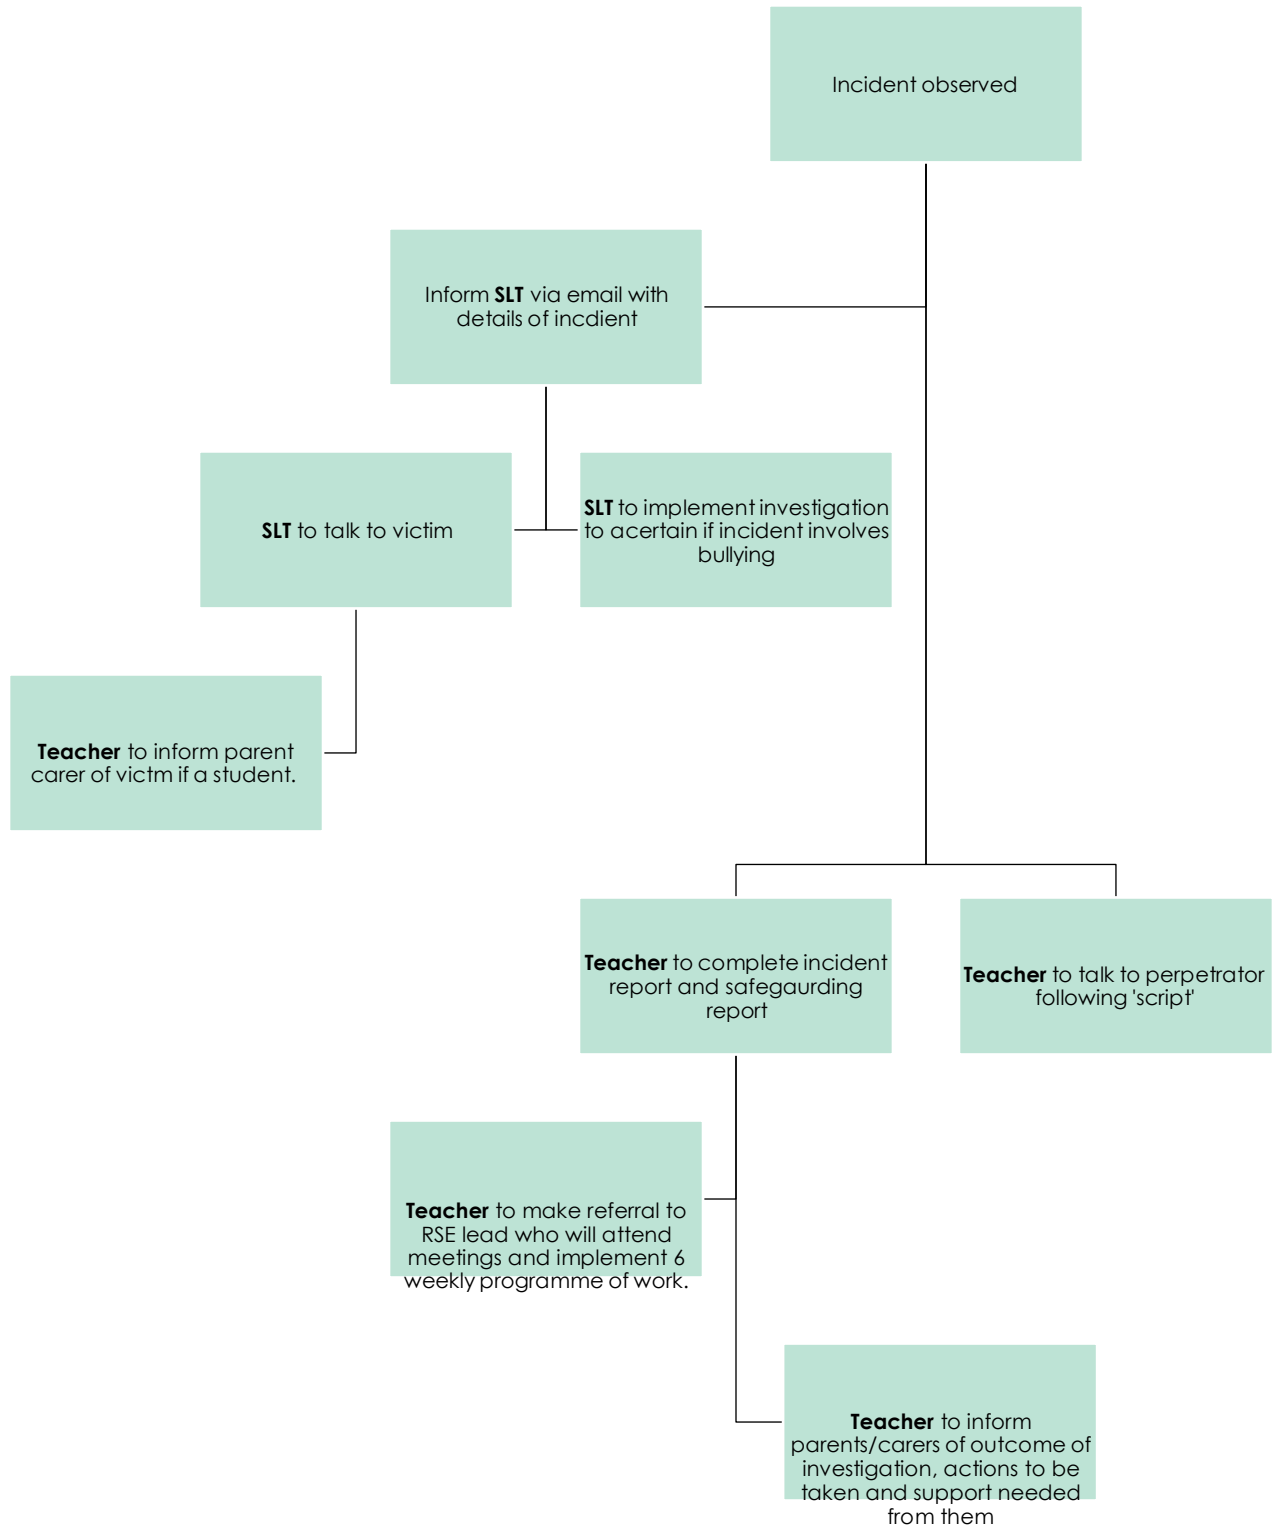 Incident observed
Inform SLT via email with
details of incdient
SLT to talk to victim
SLT to implement investigation
to acertain if incident involves
bullying
Teacher to inform parent
carer of victm if a student.
Teacher to complete incident
report and safegaurding
report
Teacher to talk to perpetrator
following 'script'
Teacher to make referral to
RSE lead who will attend
meetings and implement 6
weekly programme of work.
Teacher to inform
parents/carers of outcome of
investigation, actions to be
taken and support needed
from them